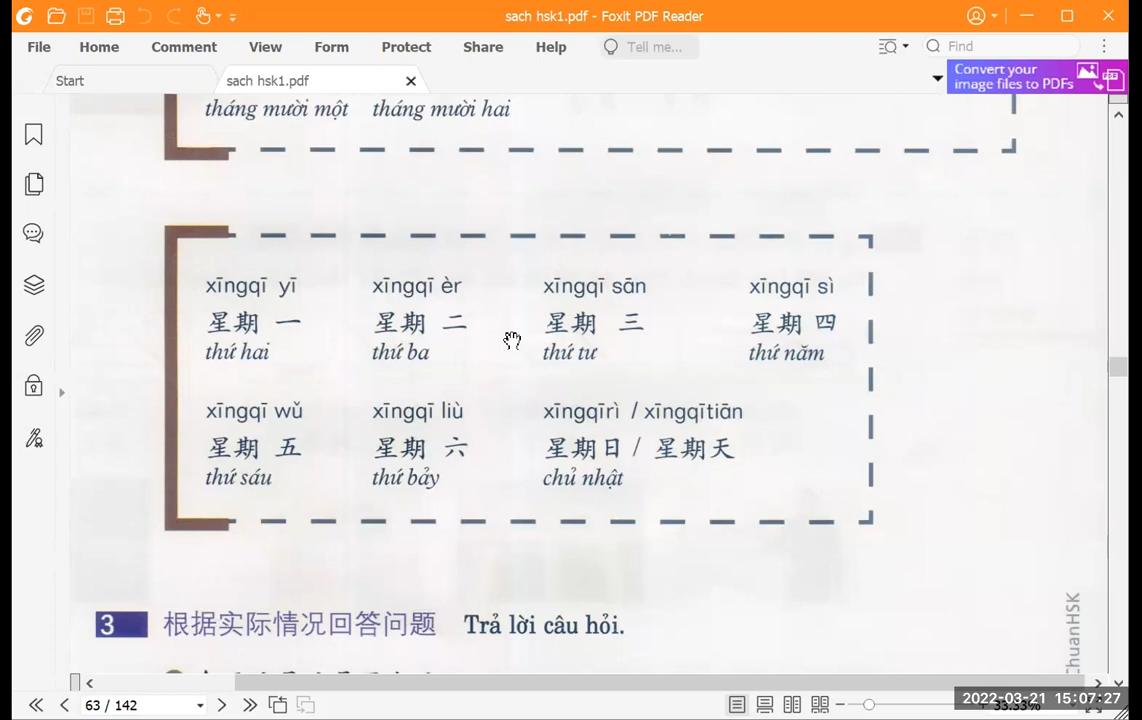 sach hsk1.pdf - Foxit PDF Reader
File Home Comment View Form Protect Share Help Tell me... Find
Start sach hsk1.pdf
Convert your
image files to PDFs
tháng mười một tháng mười hai
xīngqī yī xīngqī èr xīngqī sān xīngqī sì
星期 一 星期 二 星期 三 星期 四
thứ hai thứ ba thứ tư thứ năm
xīngqī wǔ xīngqī liù xīngqīrì / xīngqītiān
星期 五 星期 六 星期日 / 星期天
thứ sáu thứ bảy chủ nhật
3 根据实际情况回答问题 Trả lời câu hỏi.
ChuanHSK
63 / 142
2022-03-21 15:07:27